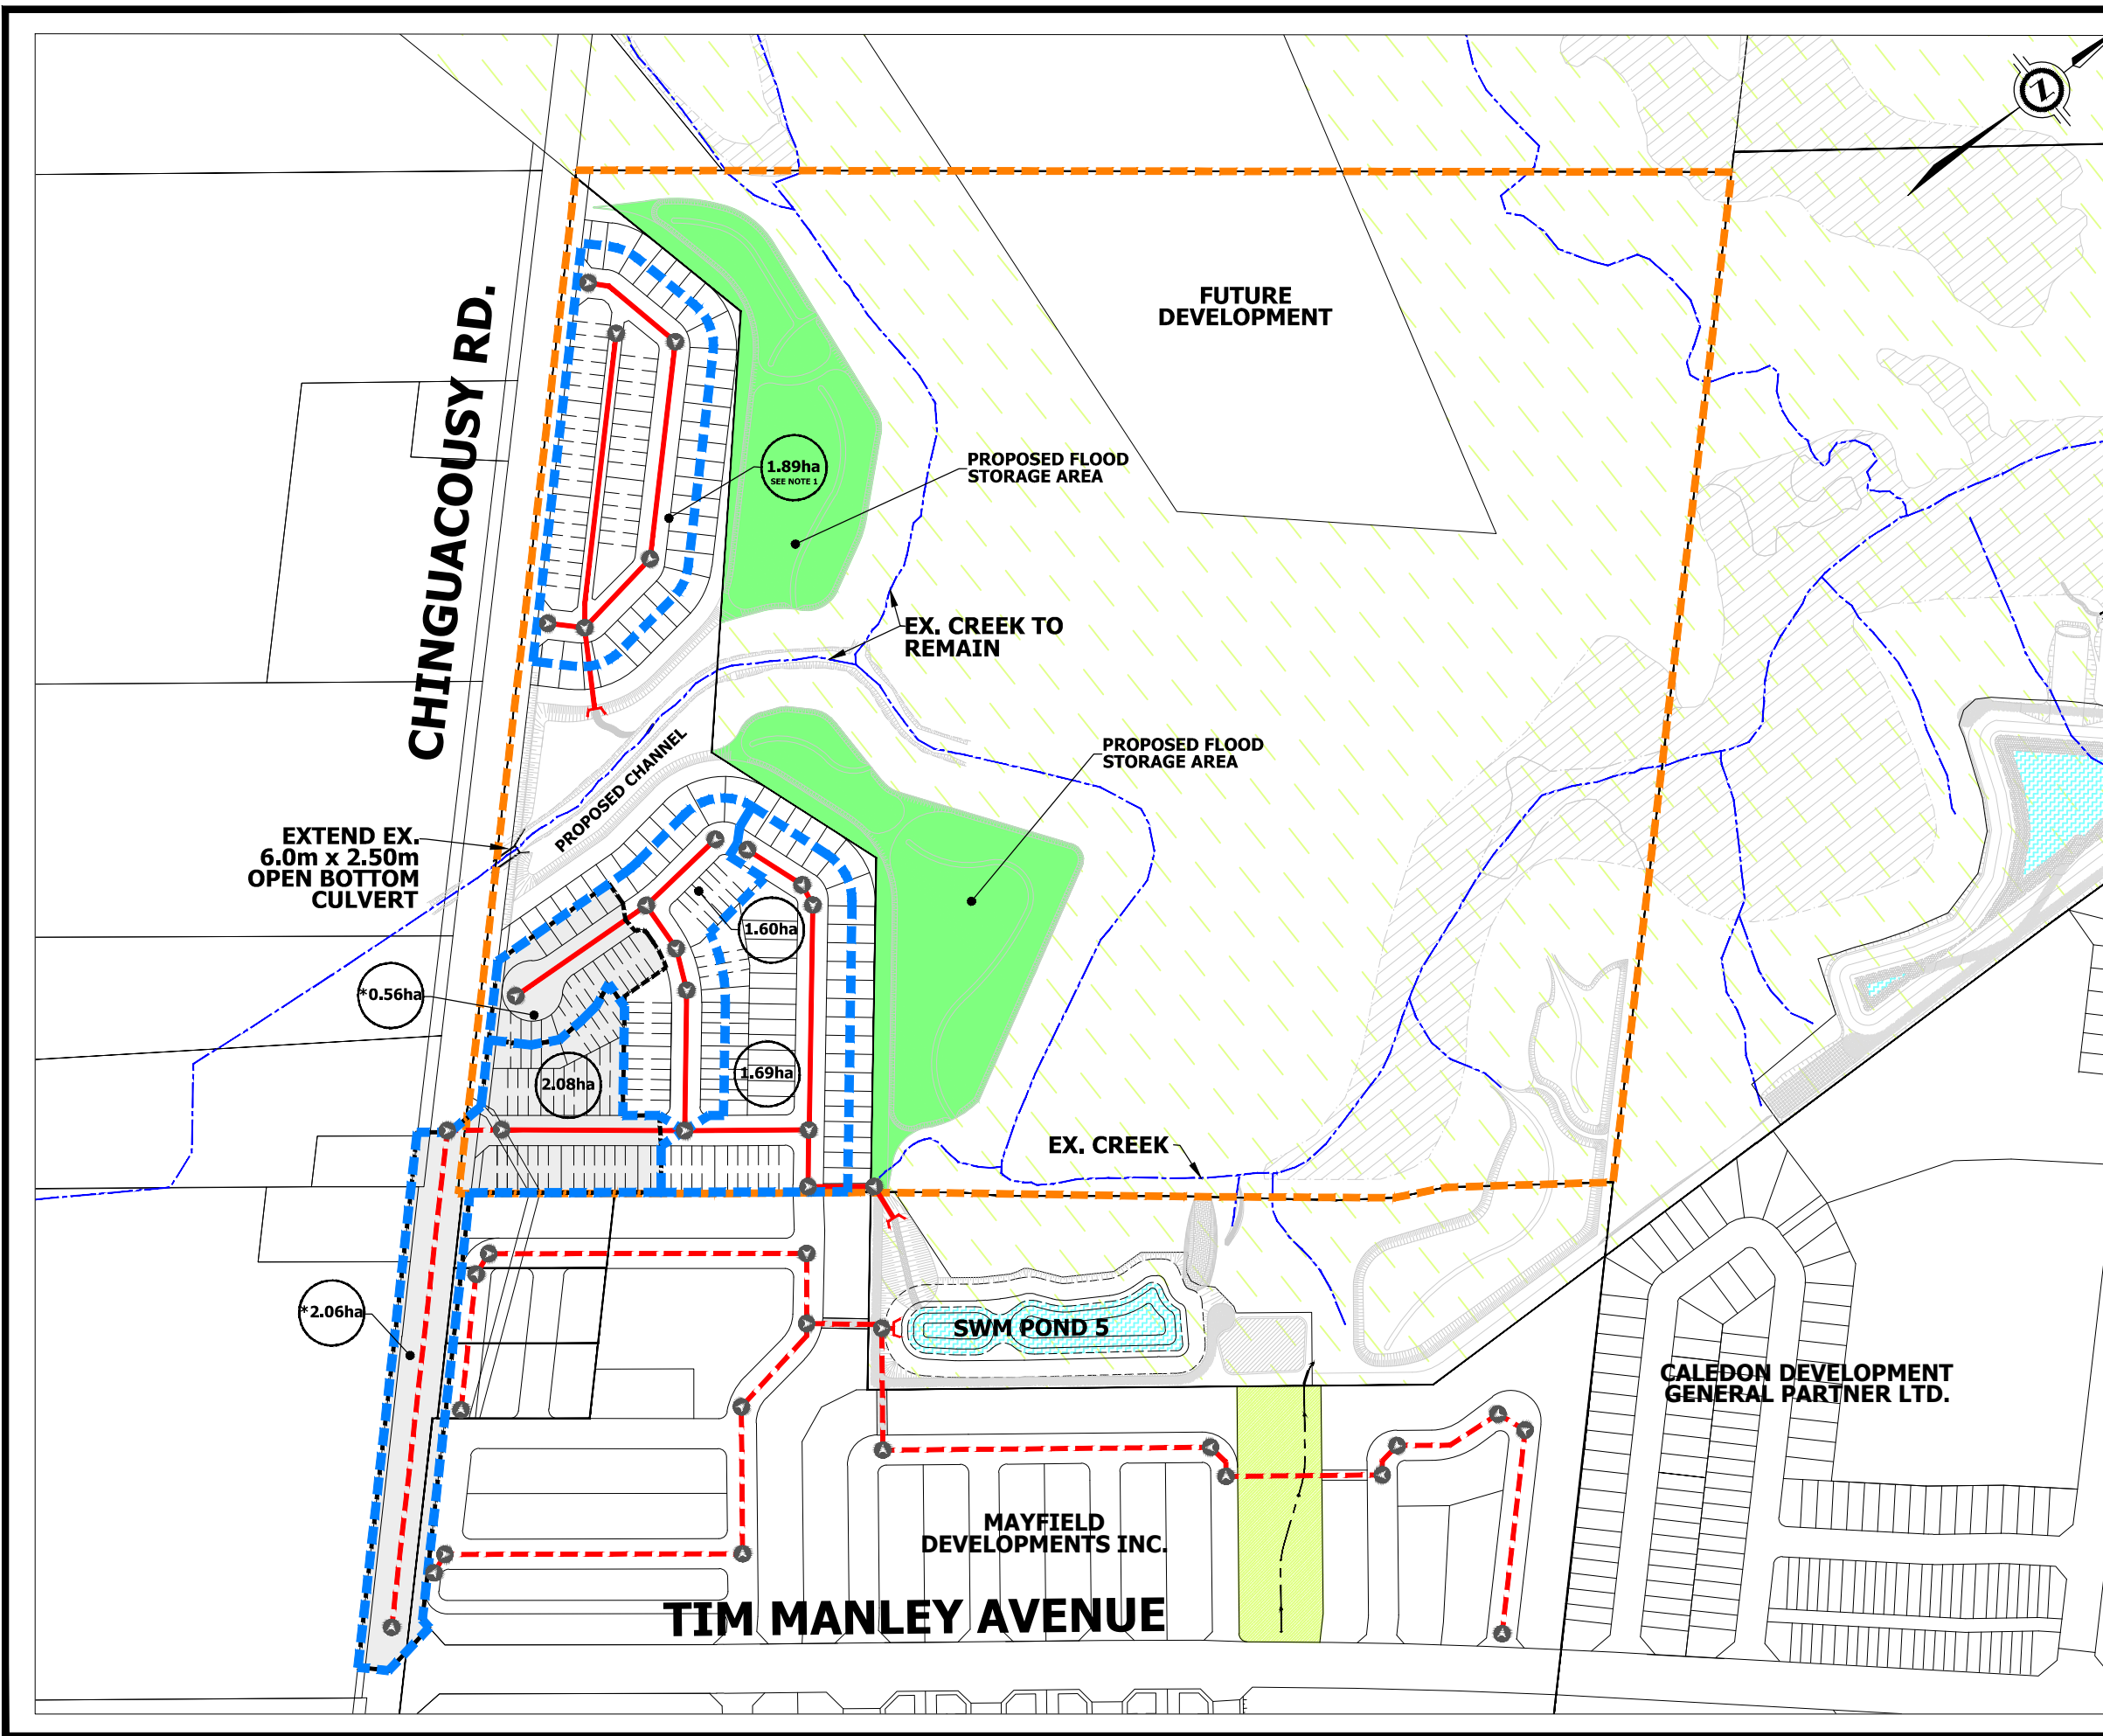 Z
FUTURE
DEVELOPMENT
CHINGUACOUSY RD.
1.89ha
SEE NOTE 1
PROPOSED FLOOD
STORAGE AREA
EX. CREEK TO
REMAIN
PROPOSED CHANNEL
PROPOSED FLOOD
STORAGE AREA
EXTEND EX.
6.0m x 2.50m
OPEN BOTTOM
CULVERT
1.60ha
*0.56ha
2.08ha
1.69ha
EX. CREEK
*2.06ha
SWM POND 5
CALEDON DEVELOPMENT
GENERAL PARTNER LTD.
MAYFIELD
DEVELOPMENTS INC.
TIM MANLEY AVENUE